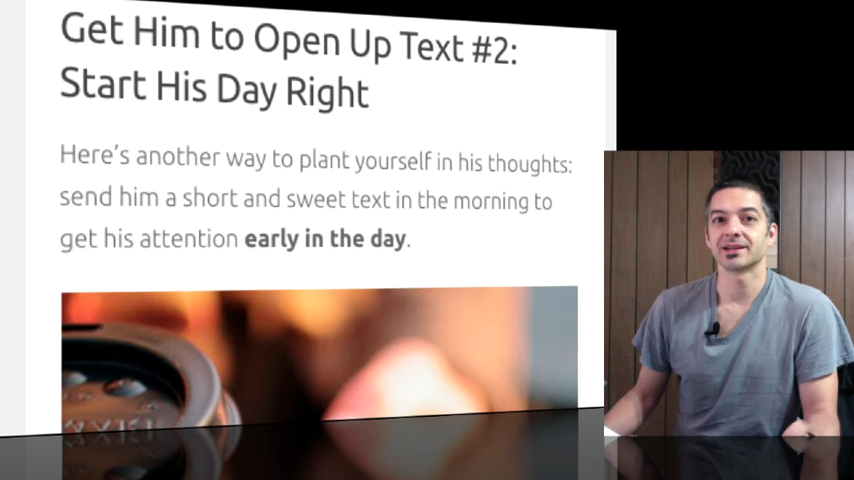 Get Him to Open Up Text #2:
Start His Day Right
Here's another way to plant yourself in his thoughts:
send him a short and sweet text in the morning to
get his attention early in the day.